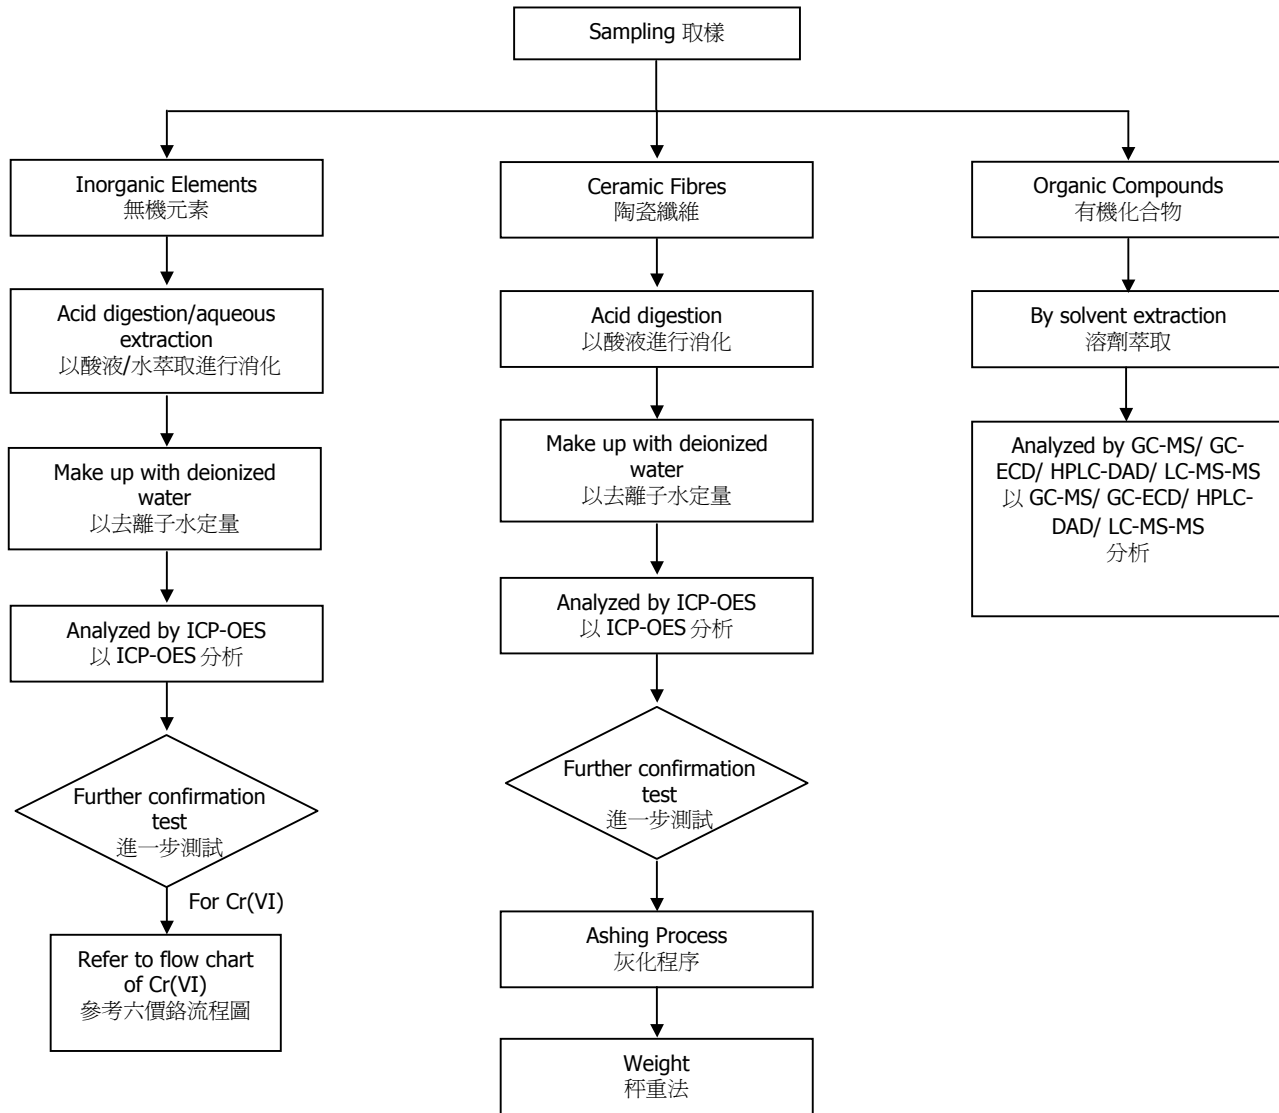 Sampling 取樣
Inorganic Elements
無機元素
Acid digestion/aqueous
extraction
以酸液/水萃取進行消化
Make up with deionized
water
以去離子水定量
Analyzed by ICP-OES
以 ICP-OES 分析
Further confirmation
test
進一步測試
For Cr(VI)
Refer to flow chart
of Cr(VI)
參考六價鉻流程圖
Ceramic Fibres
陶瓷纖維
Acid digestion
以酸液進行消化
Make up with deionized
water
以去離子水定量
Analyzed by ICP-OES
以 ICP-OES 分析
Further confirmation
test
進一步測試
Ashing Process
灰化程序
Weight
秤重法
Organic Compounds
有機化合物
By solvent extraction
溶劑萃取
Analyzed by GC-MS/ GC-
ECD/ HPLC-DAD/ LC-MS-MS
以 GC-MS/ GC-ECD/ HPLC-
DAD/ LC-MS-MS
分析